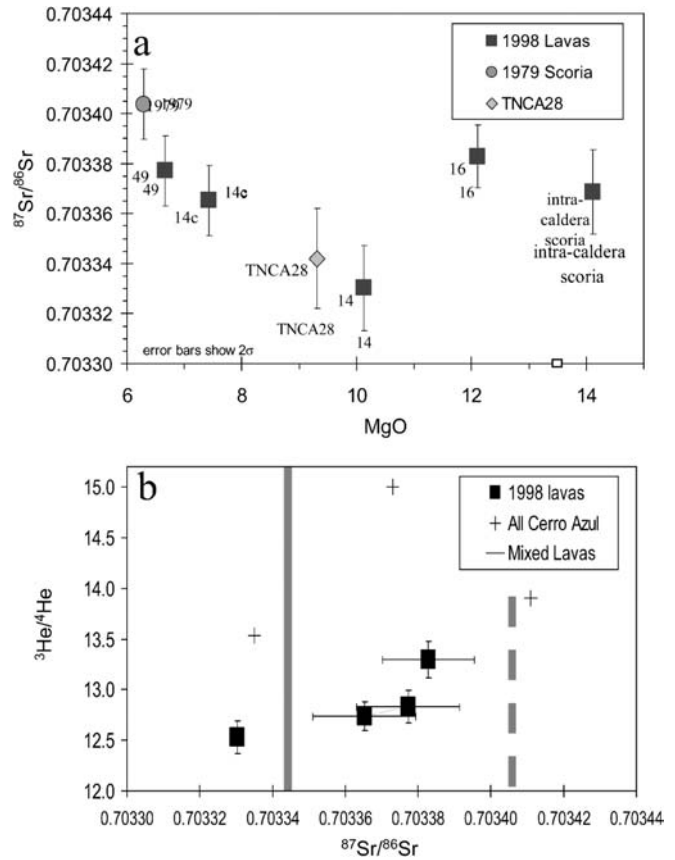 a
1998 Lavas
1979 Scoria
TNCA28
0.70342
0.70340
0.70338
0.70336
0.70334
0.70332
0.70330
87Sr/86Sr
1979
1979
49
49
14c
14c
TNCA28
TNCA28
14
14
16
16
intra-
caldera
scoria
intra-caldera
scoria
error bars show 2σ
6 8 10 12 14
MgO
b
1998 lavas
All Cerro Azul
Mixed Lavas
15.0
14.5
14.0
13.5
13.0
12.5
12.0
3He/4He
0.70330 0.70332 0.70334 0.70336 0.70338 0.70340 0.70342 0.70344
87Sr/86Sr